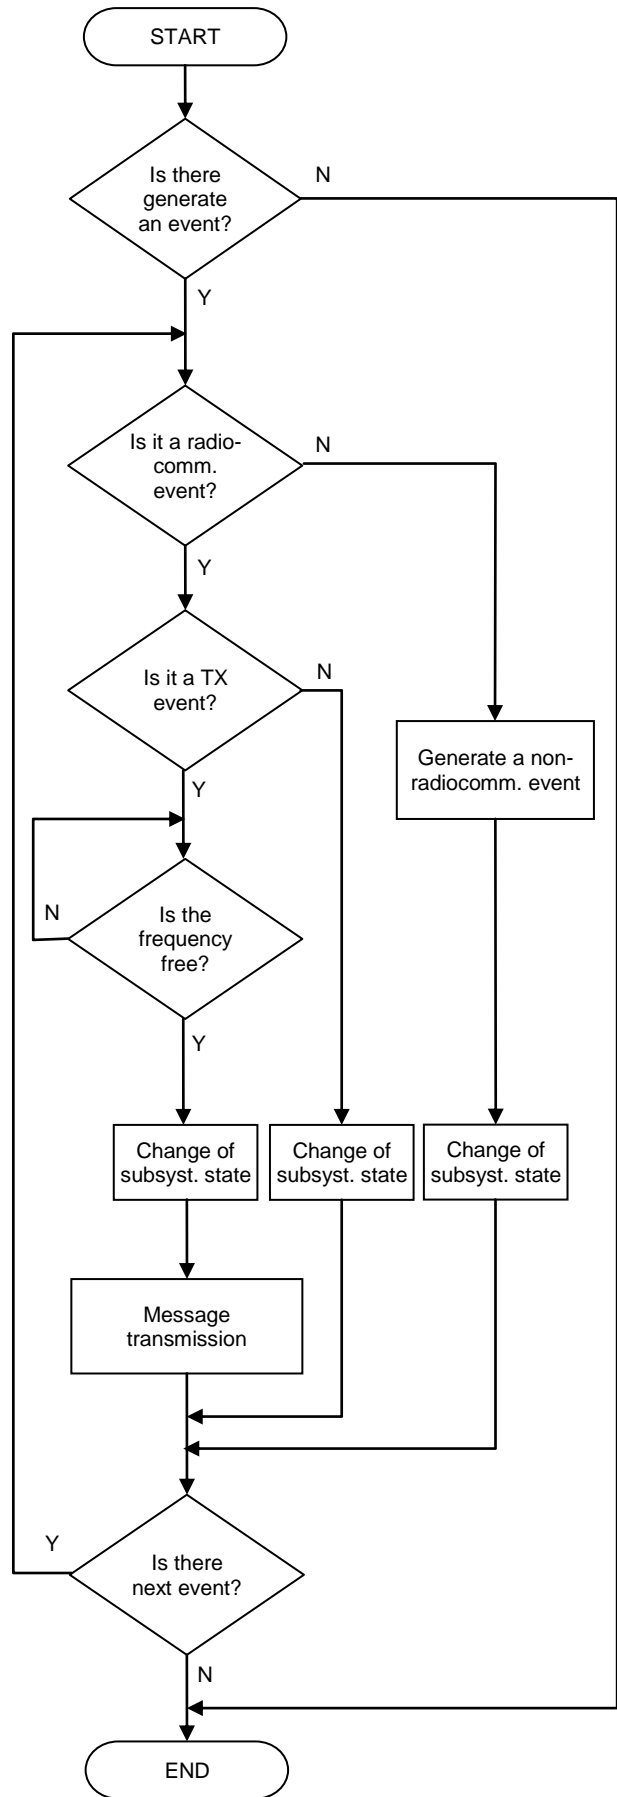 START
Is there
generate
an event?
N
Y
Is it a radio-
comm.
event?
N
Y
Is it a TX
event?
N
Y
Generate a non-
radiocomm. event
Is the
frequency
free?
N
Y
Change of
subsyst. state
Change of
subsyst. state
Change of
subsyst. state
Message
transmission
Y
Is there
next event?
N
END